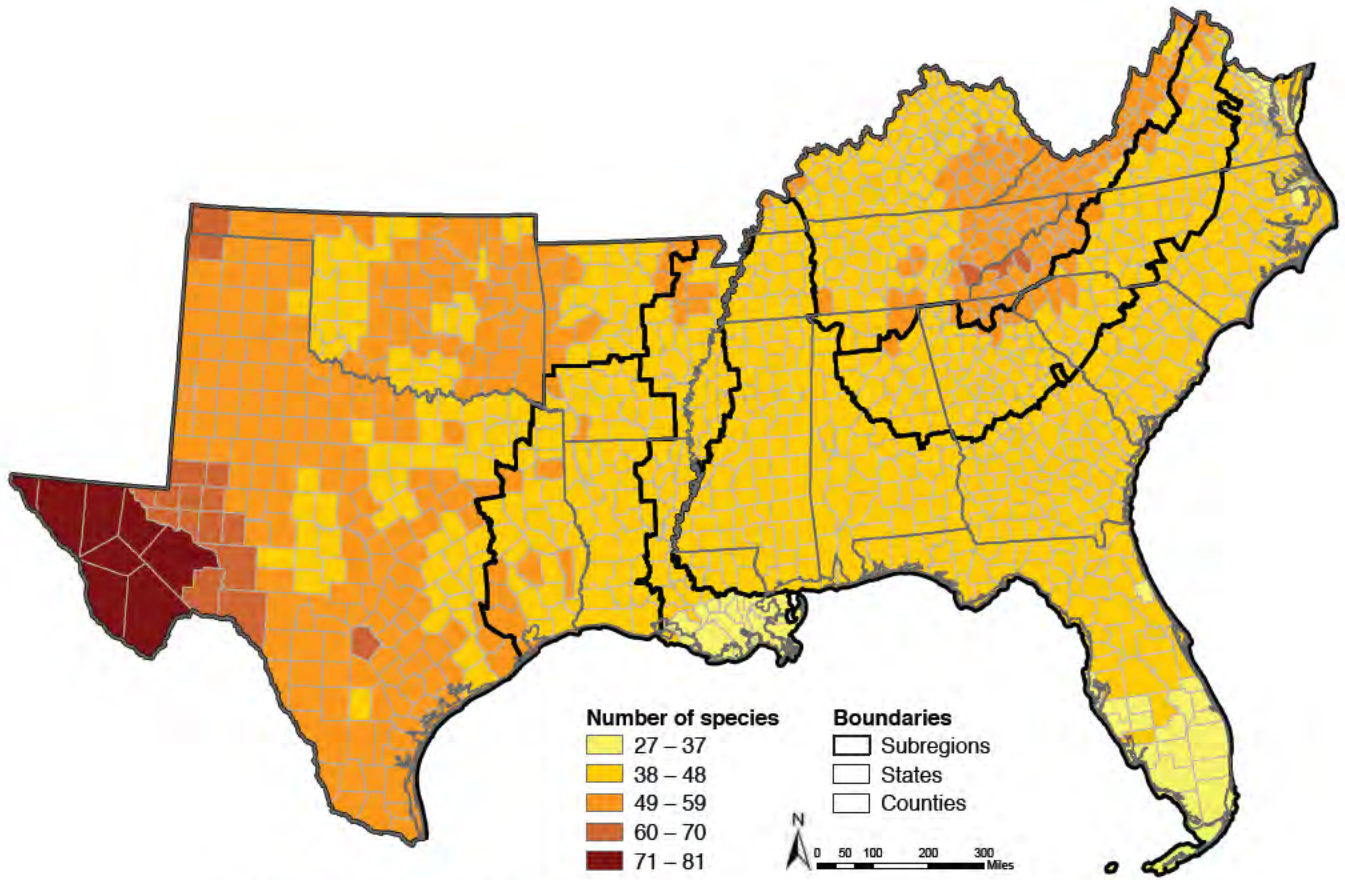 Number of species
27 – 37
38 – 48
49 – 59
60 – 70
71 – 81
Boundaries
Subregions
States
Counties
N
0 50 100 200 300
Miles